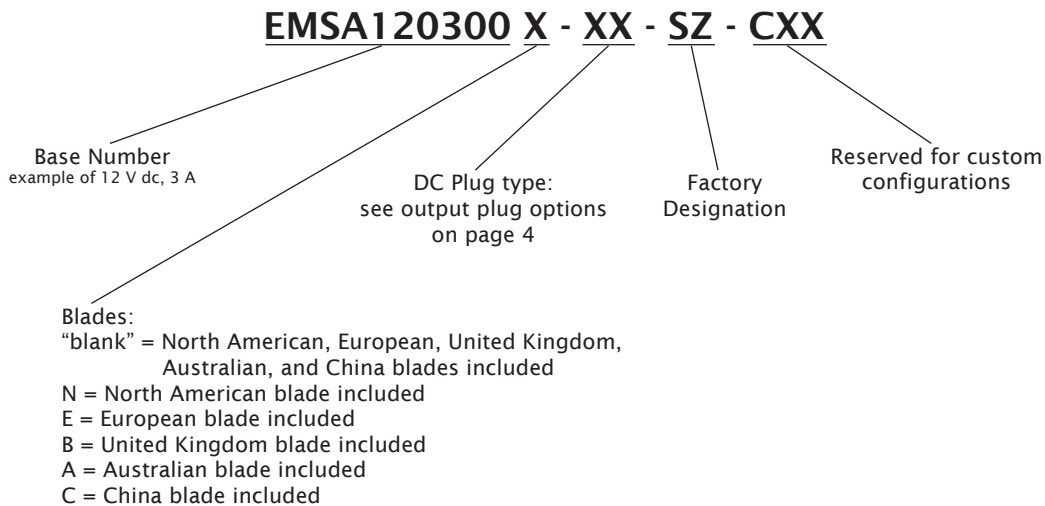 EMSA120300 X - XX - SZ - CXX
Base Number
example of 12 V dc, 3 A
DC Plug type:
see output plug options
on page 4
Factory
Designation
Reserved for custom
configurations
Blades:
“blank” = North American, European, United Kingdom,
Australian, and China blades included
N = North American blade included
E = European blade included
B = United Kingdom blade included
A = Australian blade included
C = China blade included